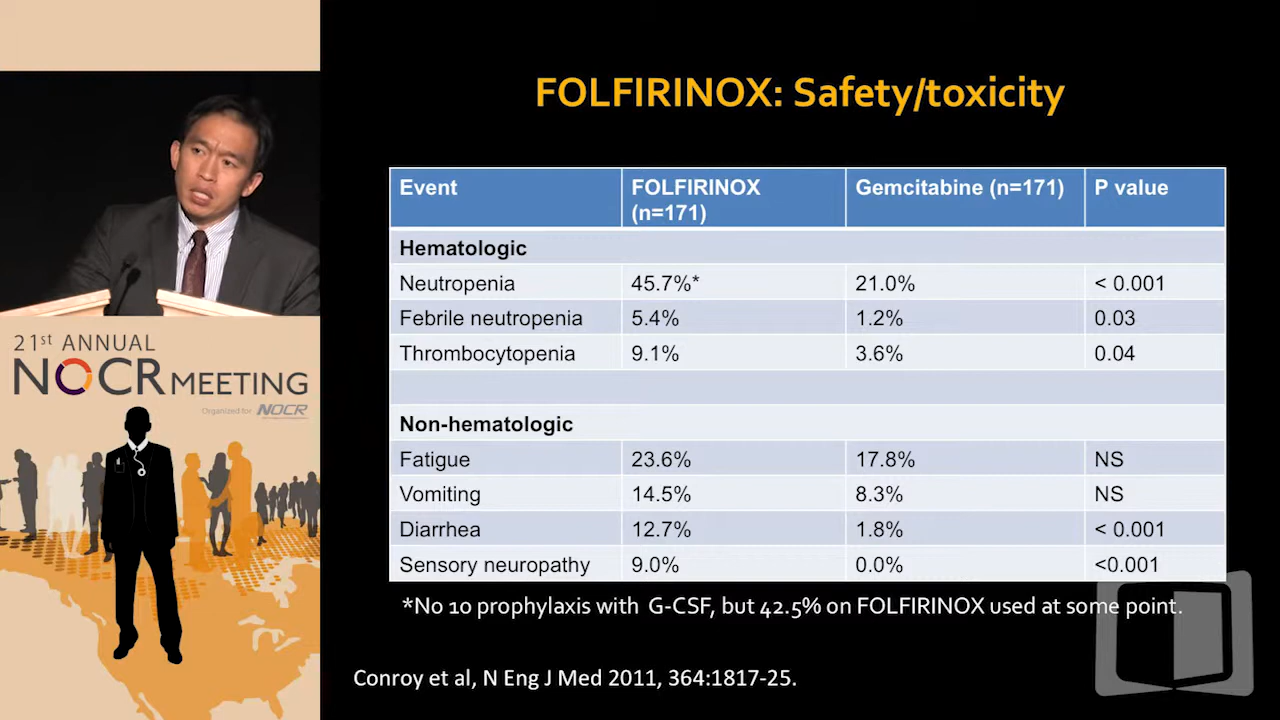 FOLFIRINOX: Safety/toxicity
Event FOLFIRINOX (n=171) Gemcitabine (n=171) P value
Hematologic
Neutropenia 45.7%* 21.0% < 0.001
Febrile neutropenia 5.4% 1.2% 0.03
Thrombocytopenia 9.1% 3.6% 0.04
Non-hematologic
Fatigue 23.6% 17.8% NS
Vomiting 14.5% 8.3% NS
Diarrhea 12.7% 1.8% < 0.001
Sensory neuropathy 9.0% 0.0% <0.001
*No 10 prophylaxis with G-CSF, but 42.5% on FOLFIRINOX used at some point.
Conroy et al, N Eng J Med 2011, 364:1817-25.
21st ANNUAL
NOCR MEETING
Organized for NOCR